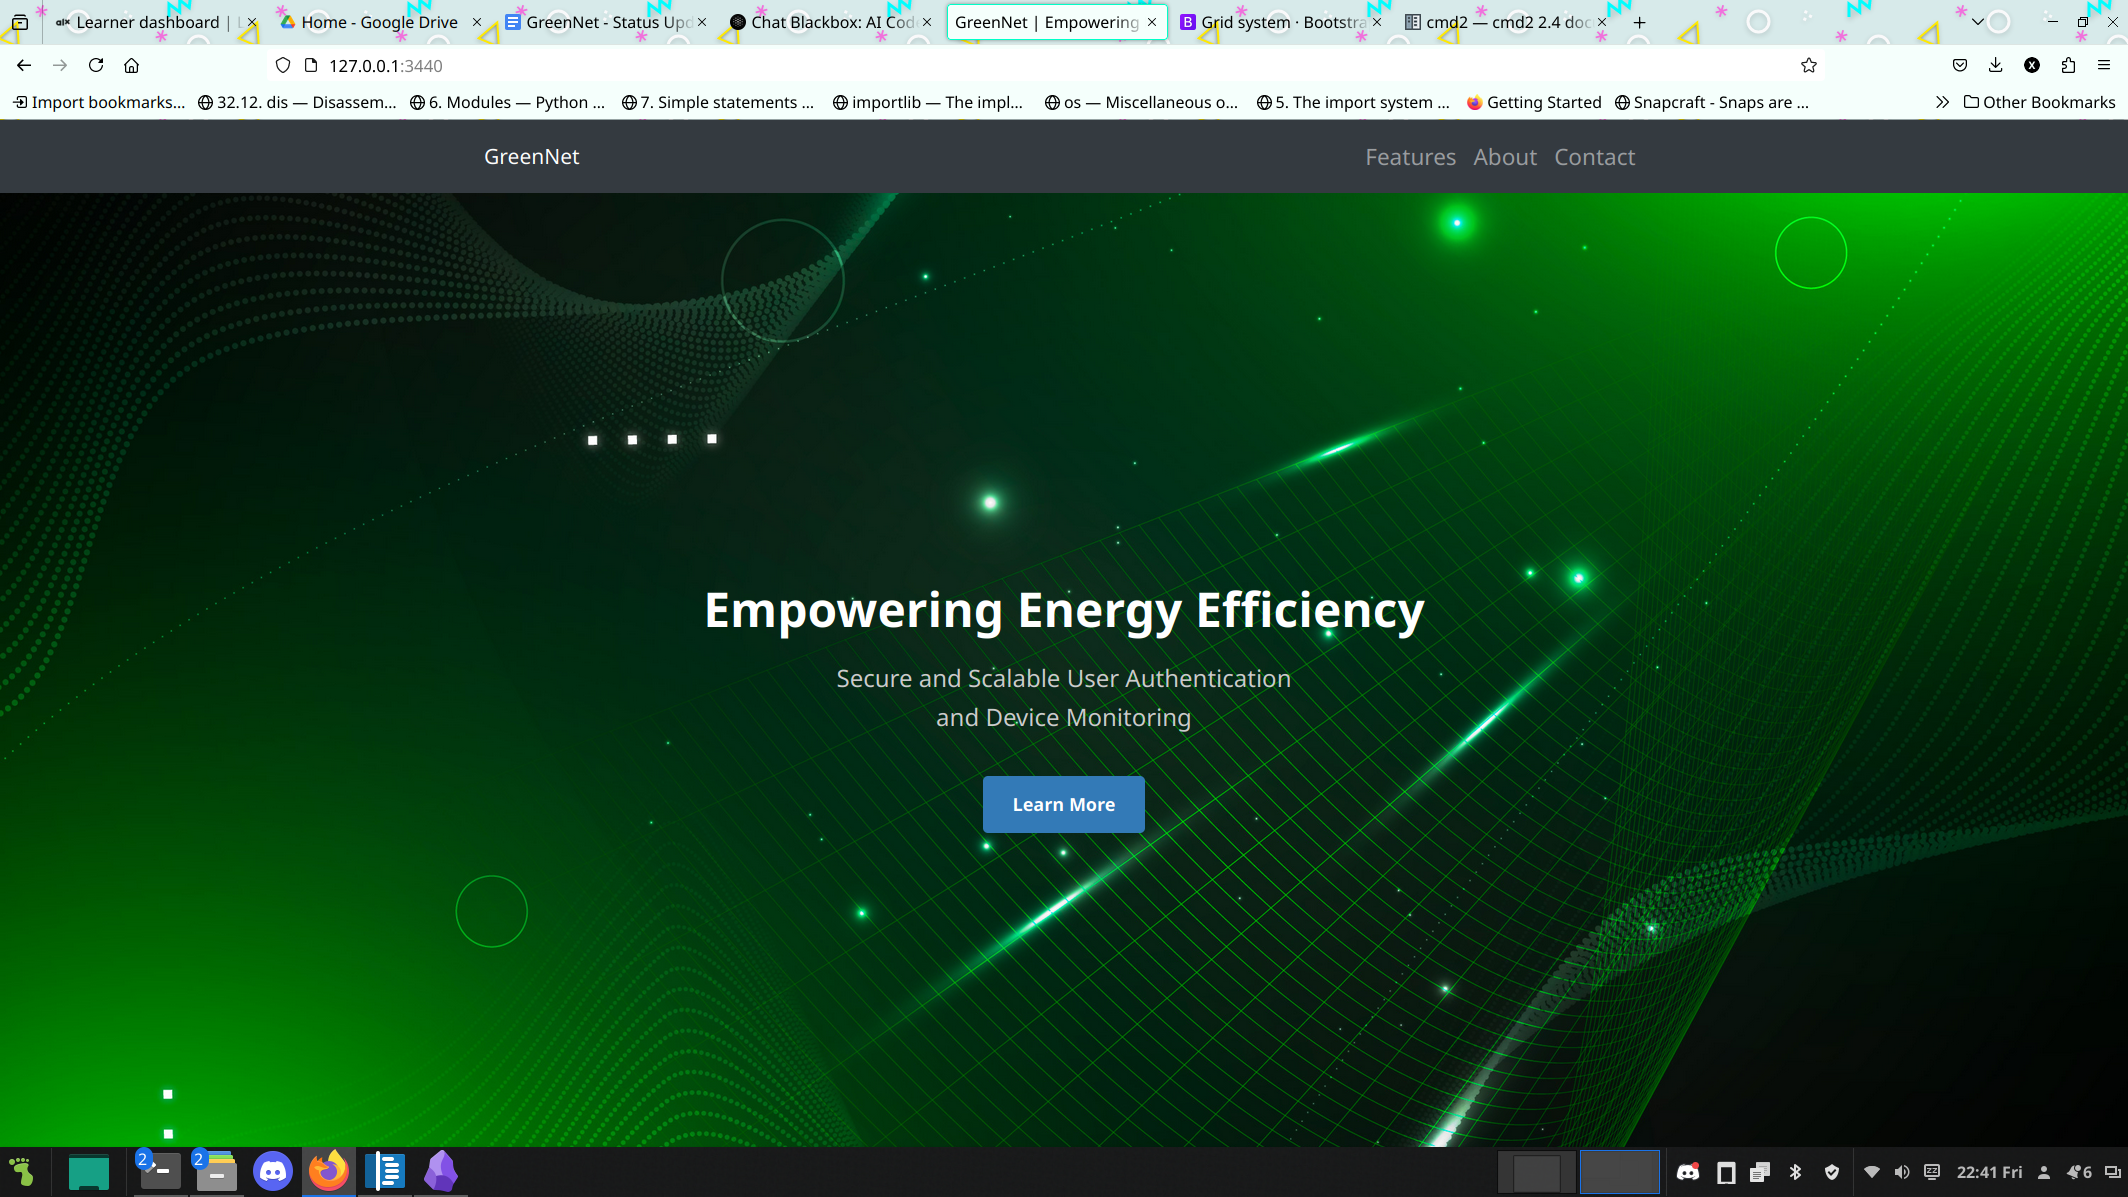 Learner dashboard |
Home - Google Drive
GreenNet - Status Upd
Chat Blackbox: AI Code
GreenNet | Empowering
Grid system · Bootstra
cmd2 — cmd2 2.4 doc
127.0.0.1:3440
Import bookmarks...
32.12. dis — Disassem...
6. Modules — Python ...
7. Simple statements ...
importlib — The impl...
os — Miscellaneous o...
5. The import system ...
Getting Started
Snapcraft - Snaps are ...
Other Bookmarks
GreenNet
Features
About
Contact
Empowering Energy Efficiency
Secure and Scalable User Authentication
and Device Monitoring
Learn More
2
2
22:41 Fri
6